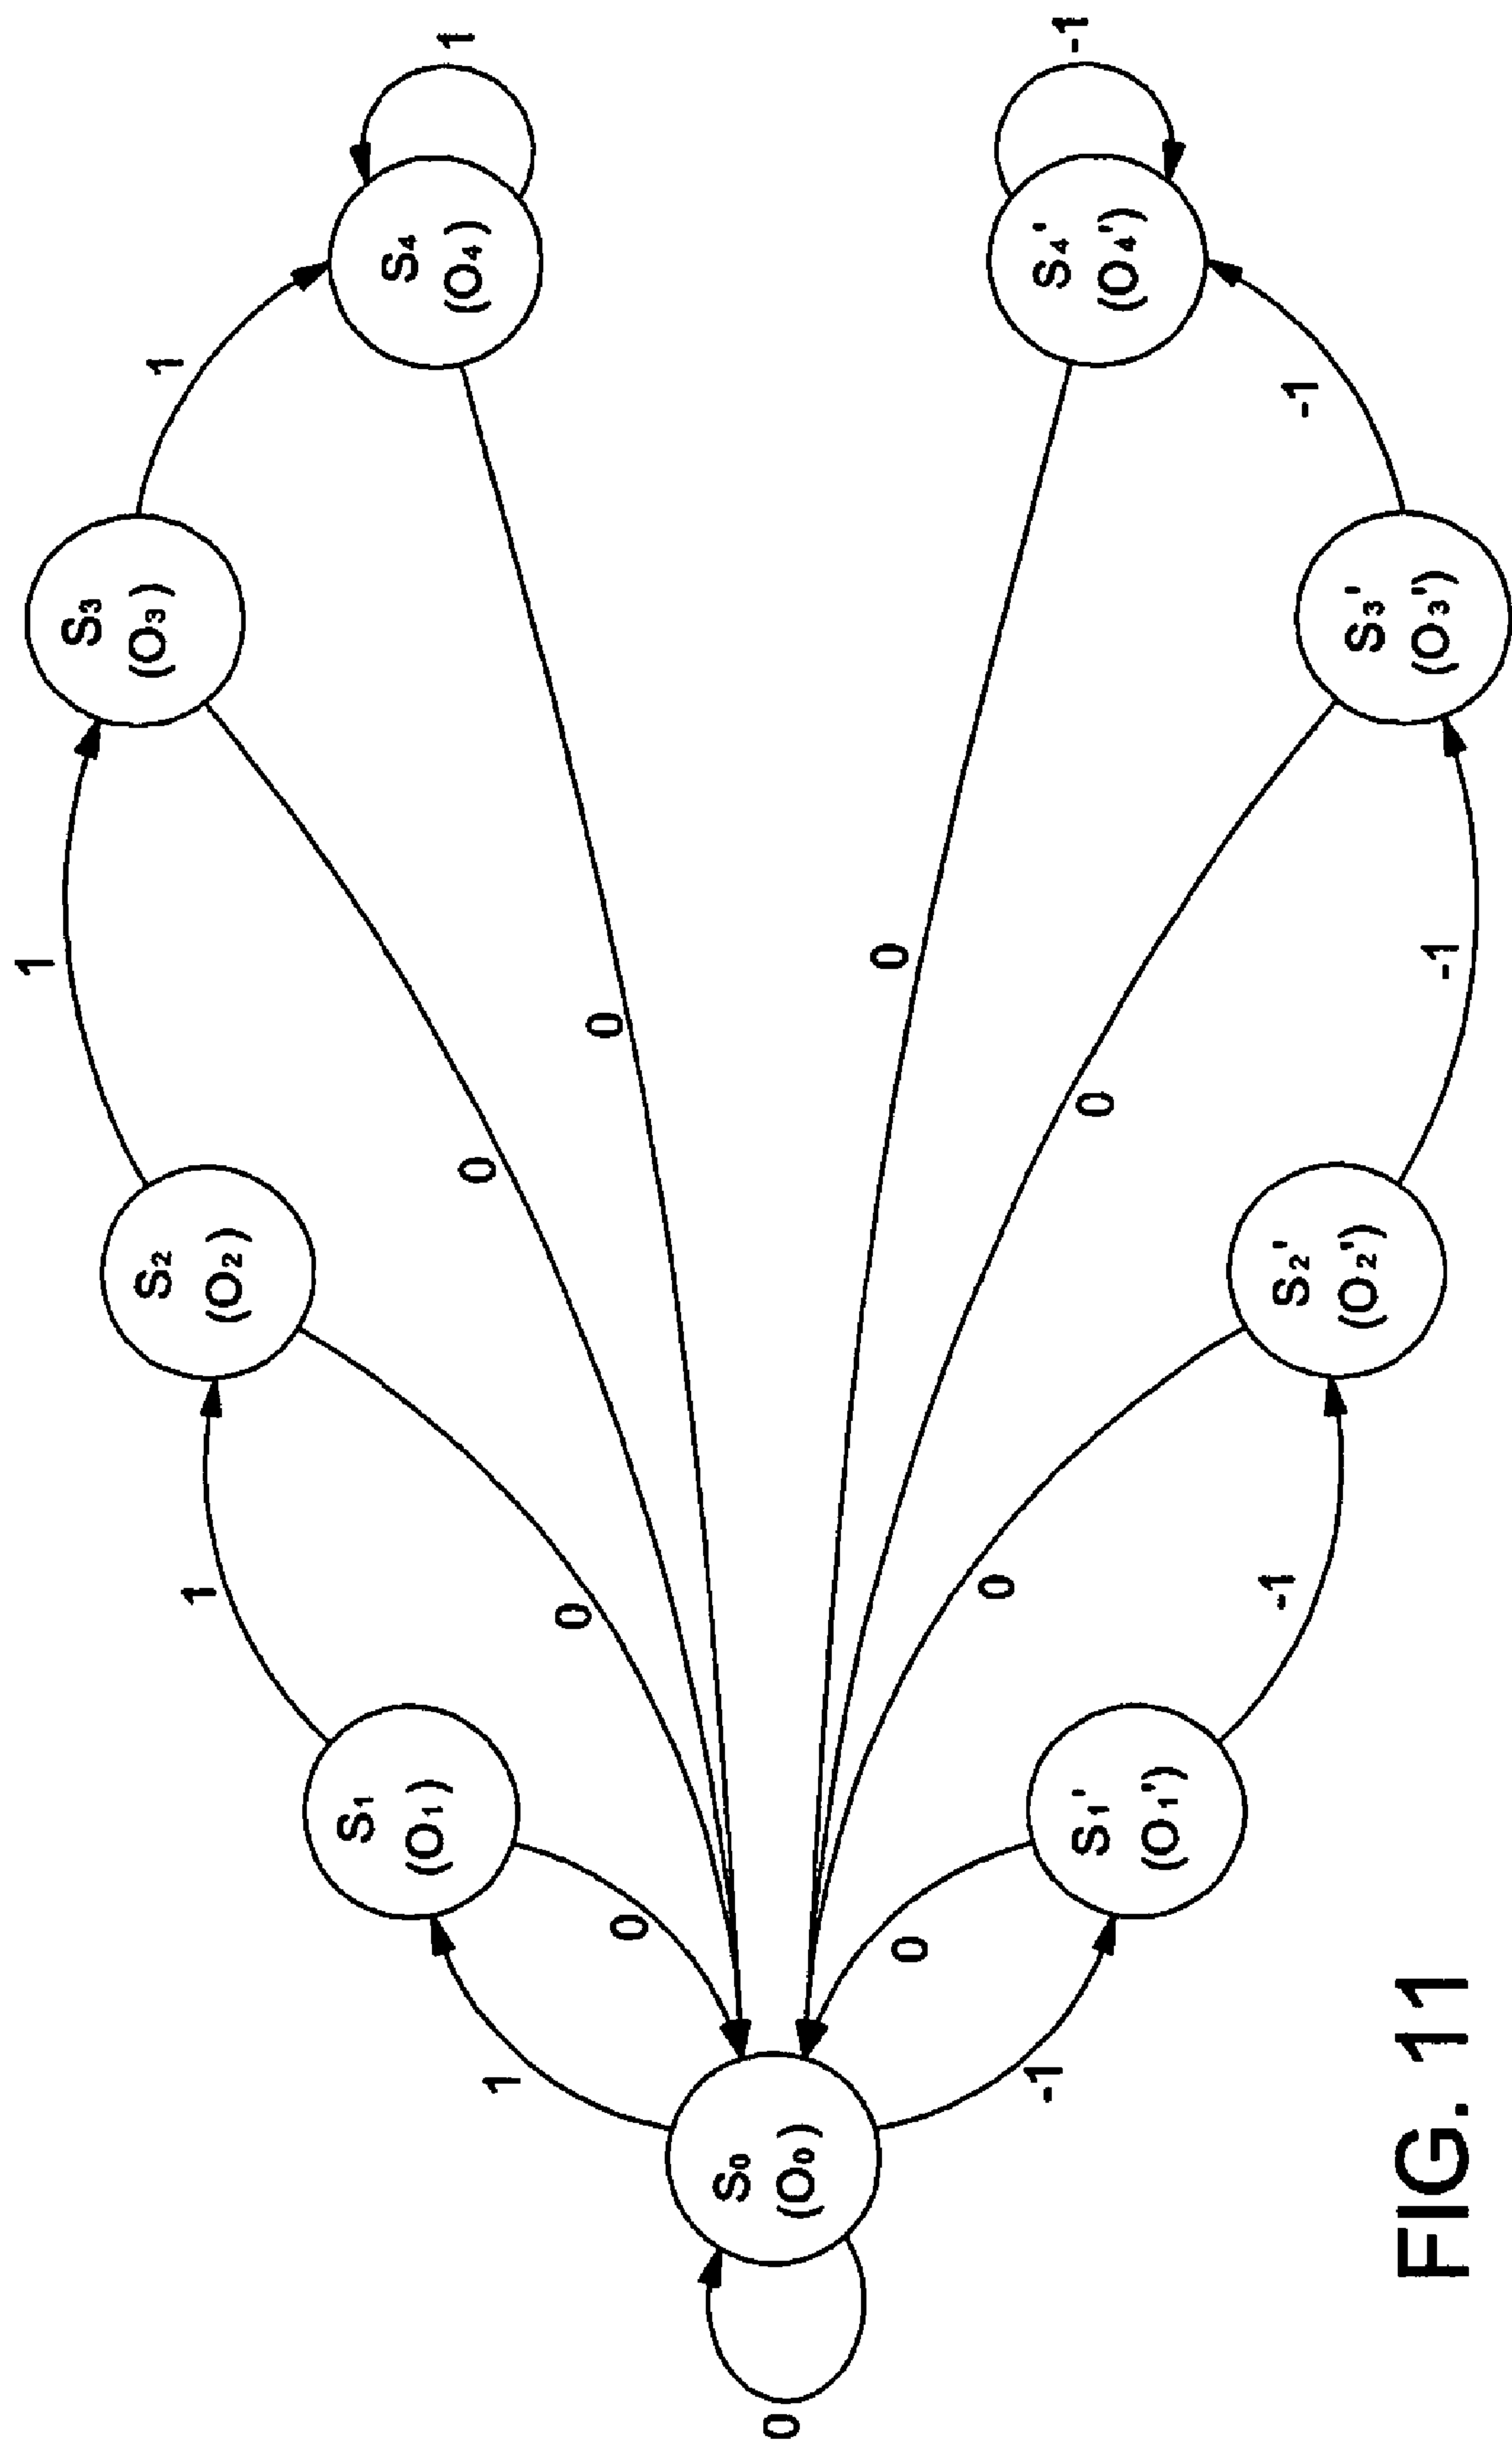 0
S0
(O0)
1
-1
0
0
S1
(O1)
S1'
(O1')
1
-1
0
0
S2
(O2)
S2'
(O2')
1
-1
0
0
0
0
S3
(O3)
S3'
(O3')
1
-1
S4
(O4)
S4'
(O4')
1
-1
FIG. 11